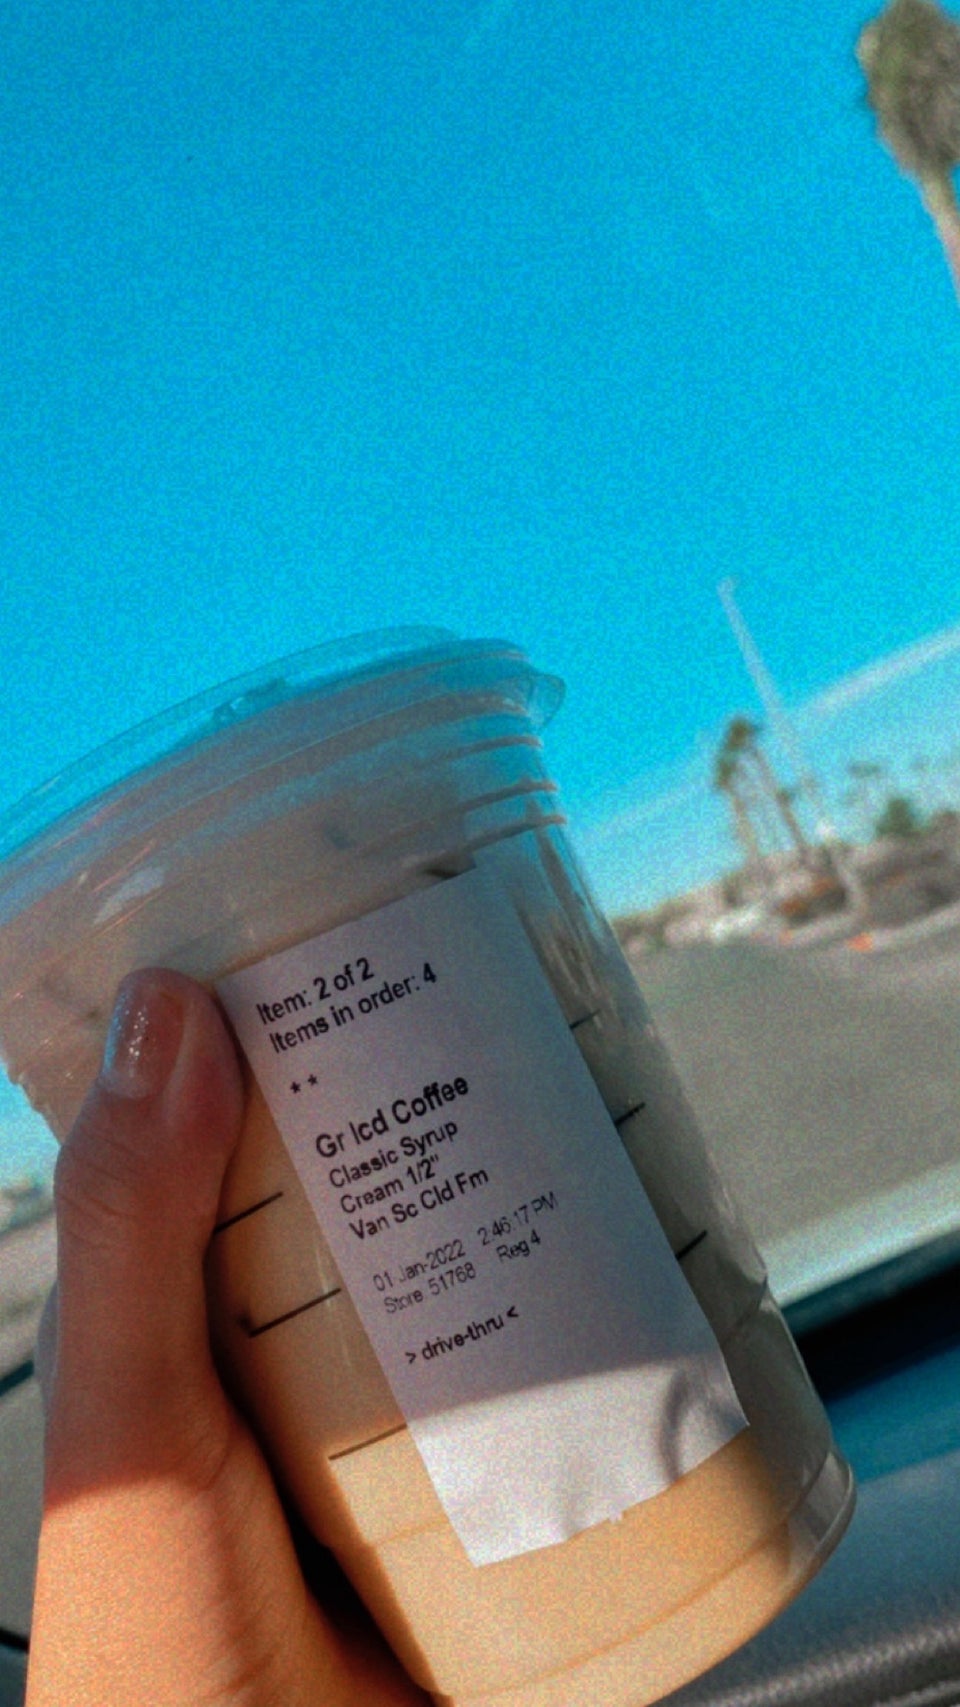 Item: 2 of 2
Items in order: 4
* *
Gr Icd Coffee
Classic Syrup
Cream 1/2"
Van Sc Cld Fm
01 Jan-2022 2:46:17 PM
Store 51768 Reg 4
> drive-thru <